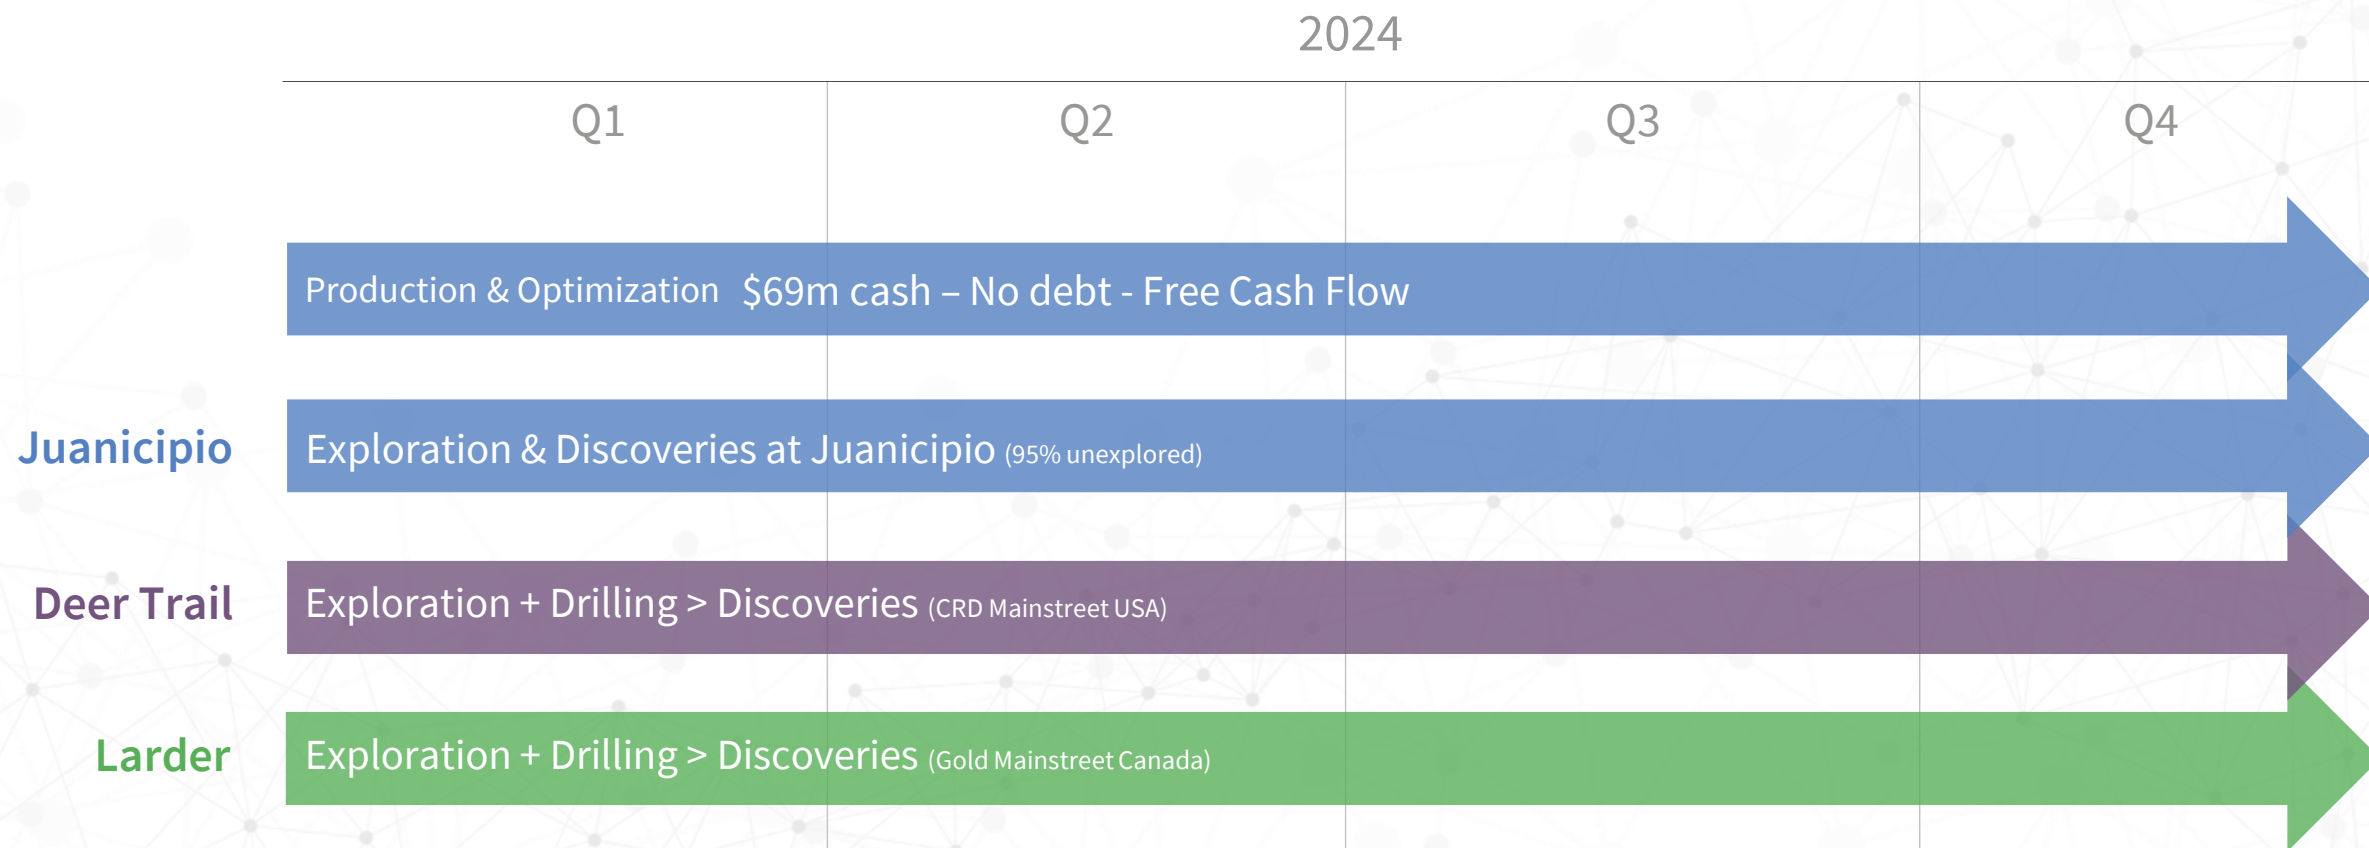 2024
Q1 Q2 Q3 Q4
Production & Optimization $69m cash – No debt - Free Cash Flow
Juanicipio Exploration & Discoveries at Juanicipio (95% unexplored)
Deer Trail Exploration + Drilling > Discoveries (CRD Mainstreet USA)
Larder Exploration + Drilling > Discoveries (Gold Mainstreet Canada)